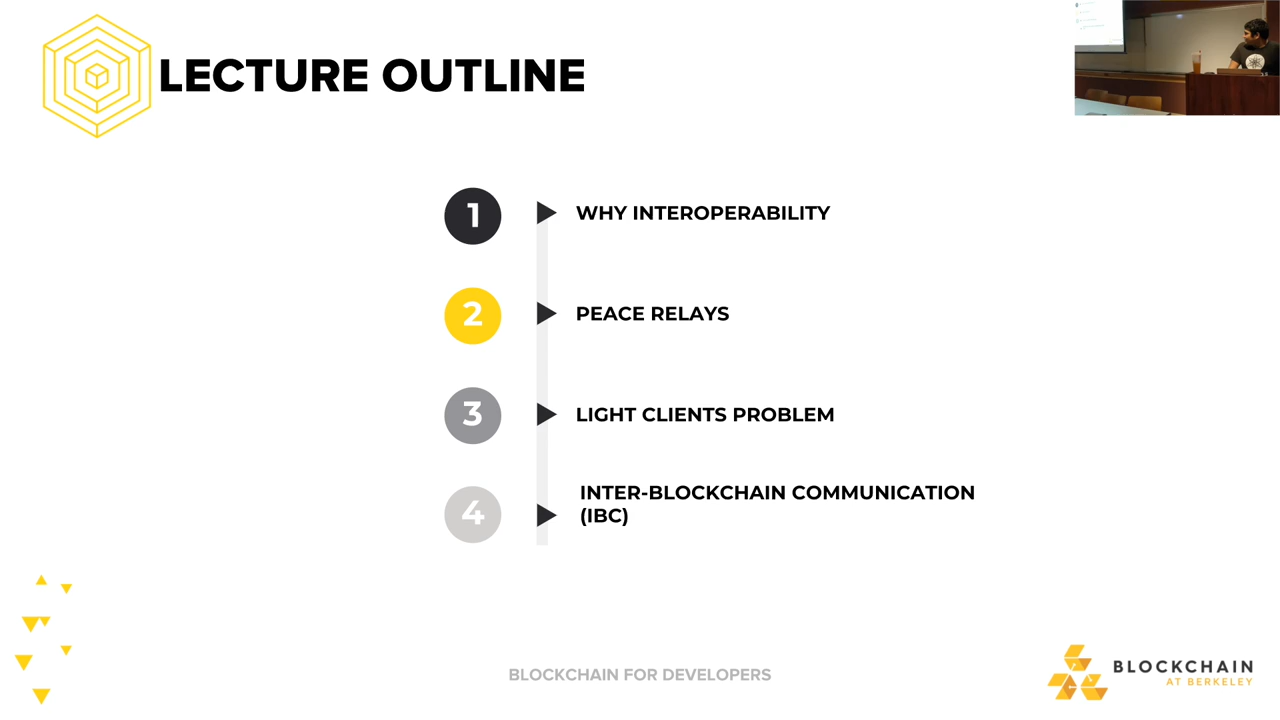 LECTURE OUTLINE
1
WHY INTEROPERABILITY
2
PEACE RELAYS
3
LIGHT CLIENTS PROBLEM
4
INTER-BLOCKCHAIN COMMUNICATION
(IBC)
BLOCKCHAIN FOR DEVELOPERS
BLOCKCHAIN
AT BERKELEY